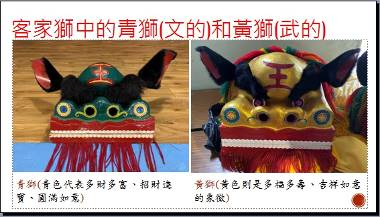 客家獅中的青獅(文的)和黃獅(武的)
王
王
青獅(青色代表多財多富、招財進
寶、圓滿如意)
黃獅(黃色則是多福多壽、吉祥如意
的象徵)